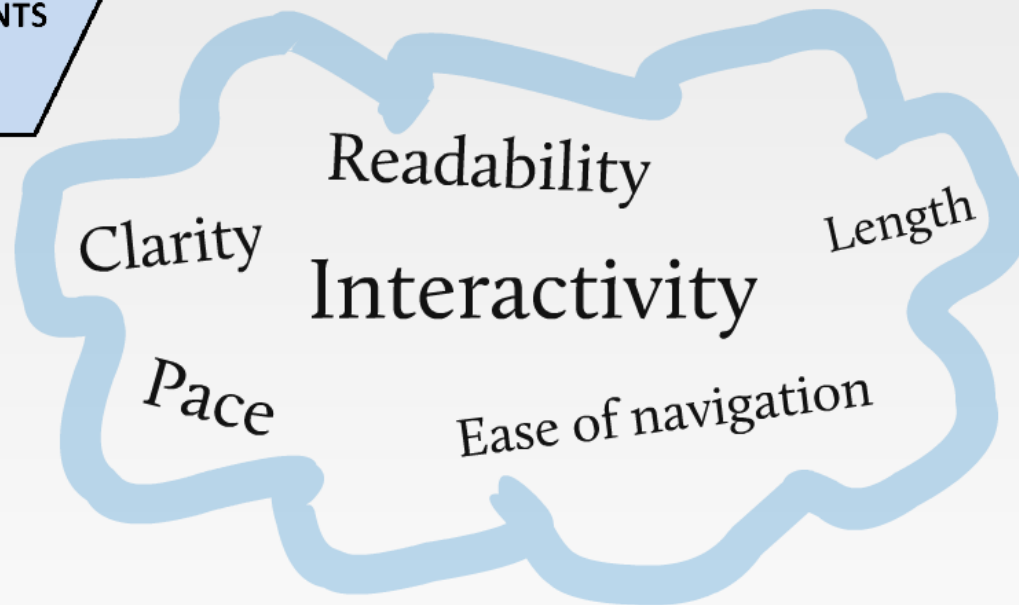 NTS
Readability
Clarity
Length
Interactivity
Pace
Ease of navigation